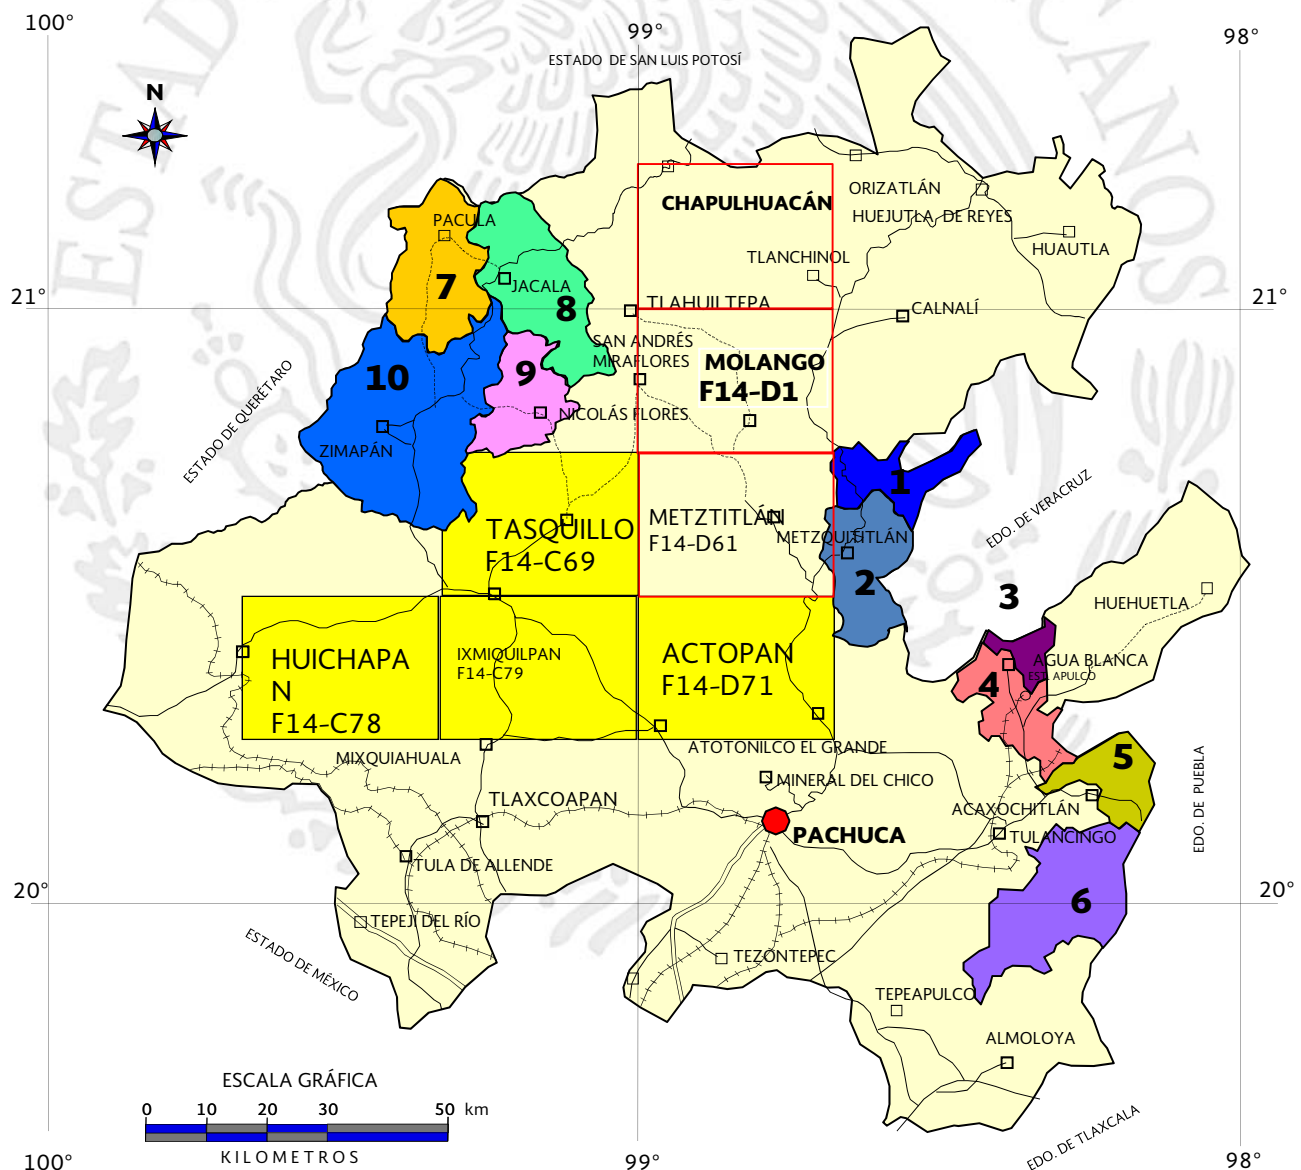 100°
99°
98°
ESTADO DE SAN LUIS POTOSÍ
N
ORIZATLÁN
CHAPULHUACÁN
HUEJUTLA DE REYES
PACULA
HUAUTLA
TLANCHINOL
7
JACALA
8
21°
TLAHUILTEPA
CALNALÍ
21°
SAN ANDRÉS
MIRAFLORES
MOLANGO
F14-D1
10
9
ESTADO DE QUERÉTARO
NICOLÁS FLORES
ZIMAPÁN
1
EDO. DE VERACRUZ
TASQUILLO
F14-C69
METZTITLÁN
F14-D61
METZQUITITLÁN
2
3
HUEHUETLA
HUICHAPA
N
F14-C78
IXMIQUILPAN
F14-C79
ACTOPAN
F14-D71
AGUA BLANCA
EST. APULCO
4
MIXQUIAHUALA
ATOTONILCO EL GRANDE
5
MINERAL DEL CHICO
EDO. DE PUEBLA
TLAXCOAPAN
ACAXOCHITLÁN
PACHUCA
TULANCINGO
TULA DE ALLENDE
20°
6
20°
TEPEJI DEL RÍO
ESTADO DE MÉXICO
TEZONTEPEC
TEPEAPULCO
ALMOLOYA
ESCALA GRÁFICA
0 10 20 30 50 km
KILOMETROS
EDO. DE TLAXCALA
100°
99°
98°